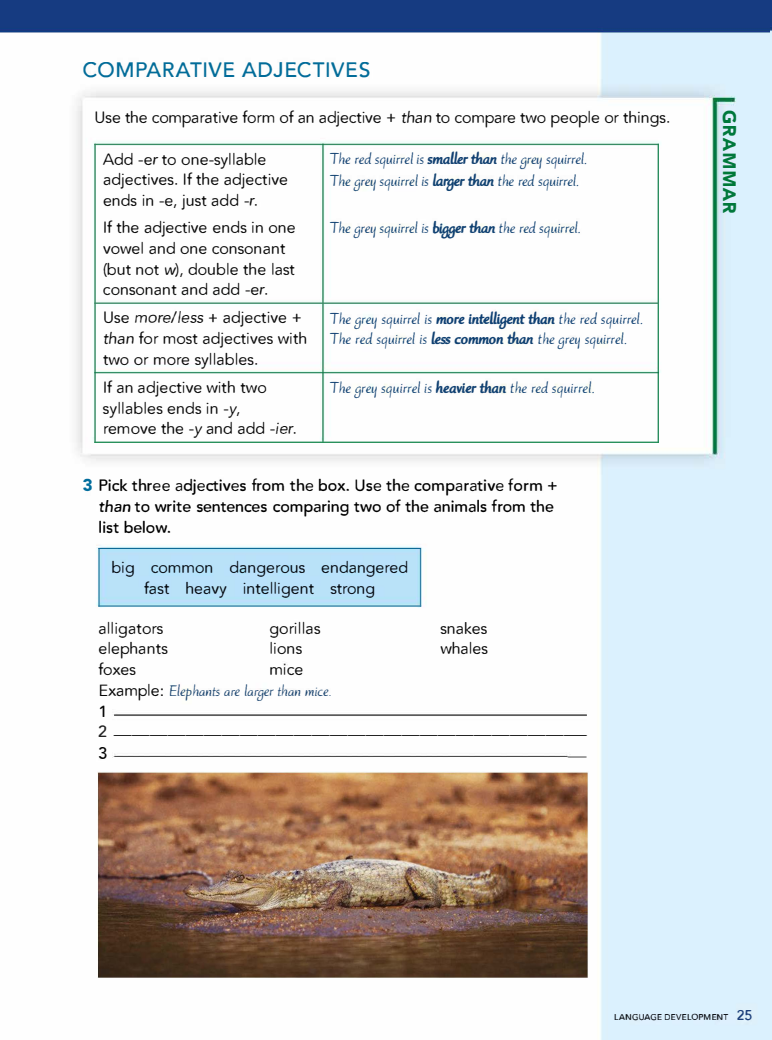 COMPARATIVE ADJECTIVES
GRAMMAR
Use the comparative form of an adjective + than to compare two people or things.
Add -er to one-syllable
adjectives. If the adjective
ends in -e, just add -r.
The red squirrel is smaller than the grey squirrel.
The grey squirrel is larger than the red squirrel.
If the adjective ends in one
vowel and one consonant
(but not w), double the last
consonant and add -er.
The grey squirrel is bigger than the red squirrel.
Use more/less + adjective +
than for most adjectives with
two or more syllables.
The grey squirrel is more intelligent than the red squirrel.
The red squirrel is less common than the grey squirrel.
If an adjective with two
syllables ends in -y,
remove the -y and add -ier.
The grey squirrel is heavier than the red squirrel.
3 Pick three adjectives from the box. Use the comparative form +
than to write sentences comparing two of the animals from the
list below.
big common dangerous endangered
fast heavy intelligent strong
alligators gorillas snakes
elephants lions whales
foxes mice
Example: Elephants are larger than mice.
1
2
3
LANGUAGE DEVELOPMENT 25